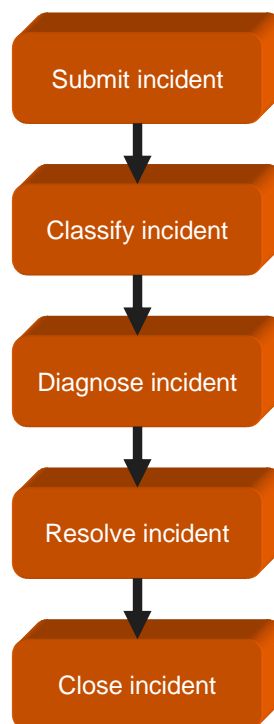 Submit incident
Classify incident
Diagnose incident
Resolve incident
Close incident